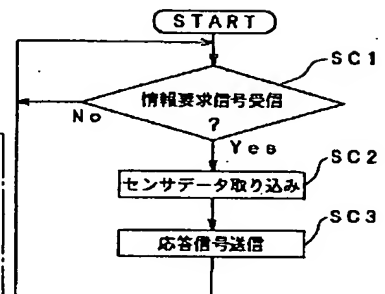 START
SC1
情報要求信号受信
?
No
Yes
SC2
センサデータ取り込み
SC3
応答信号送信